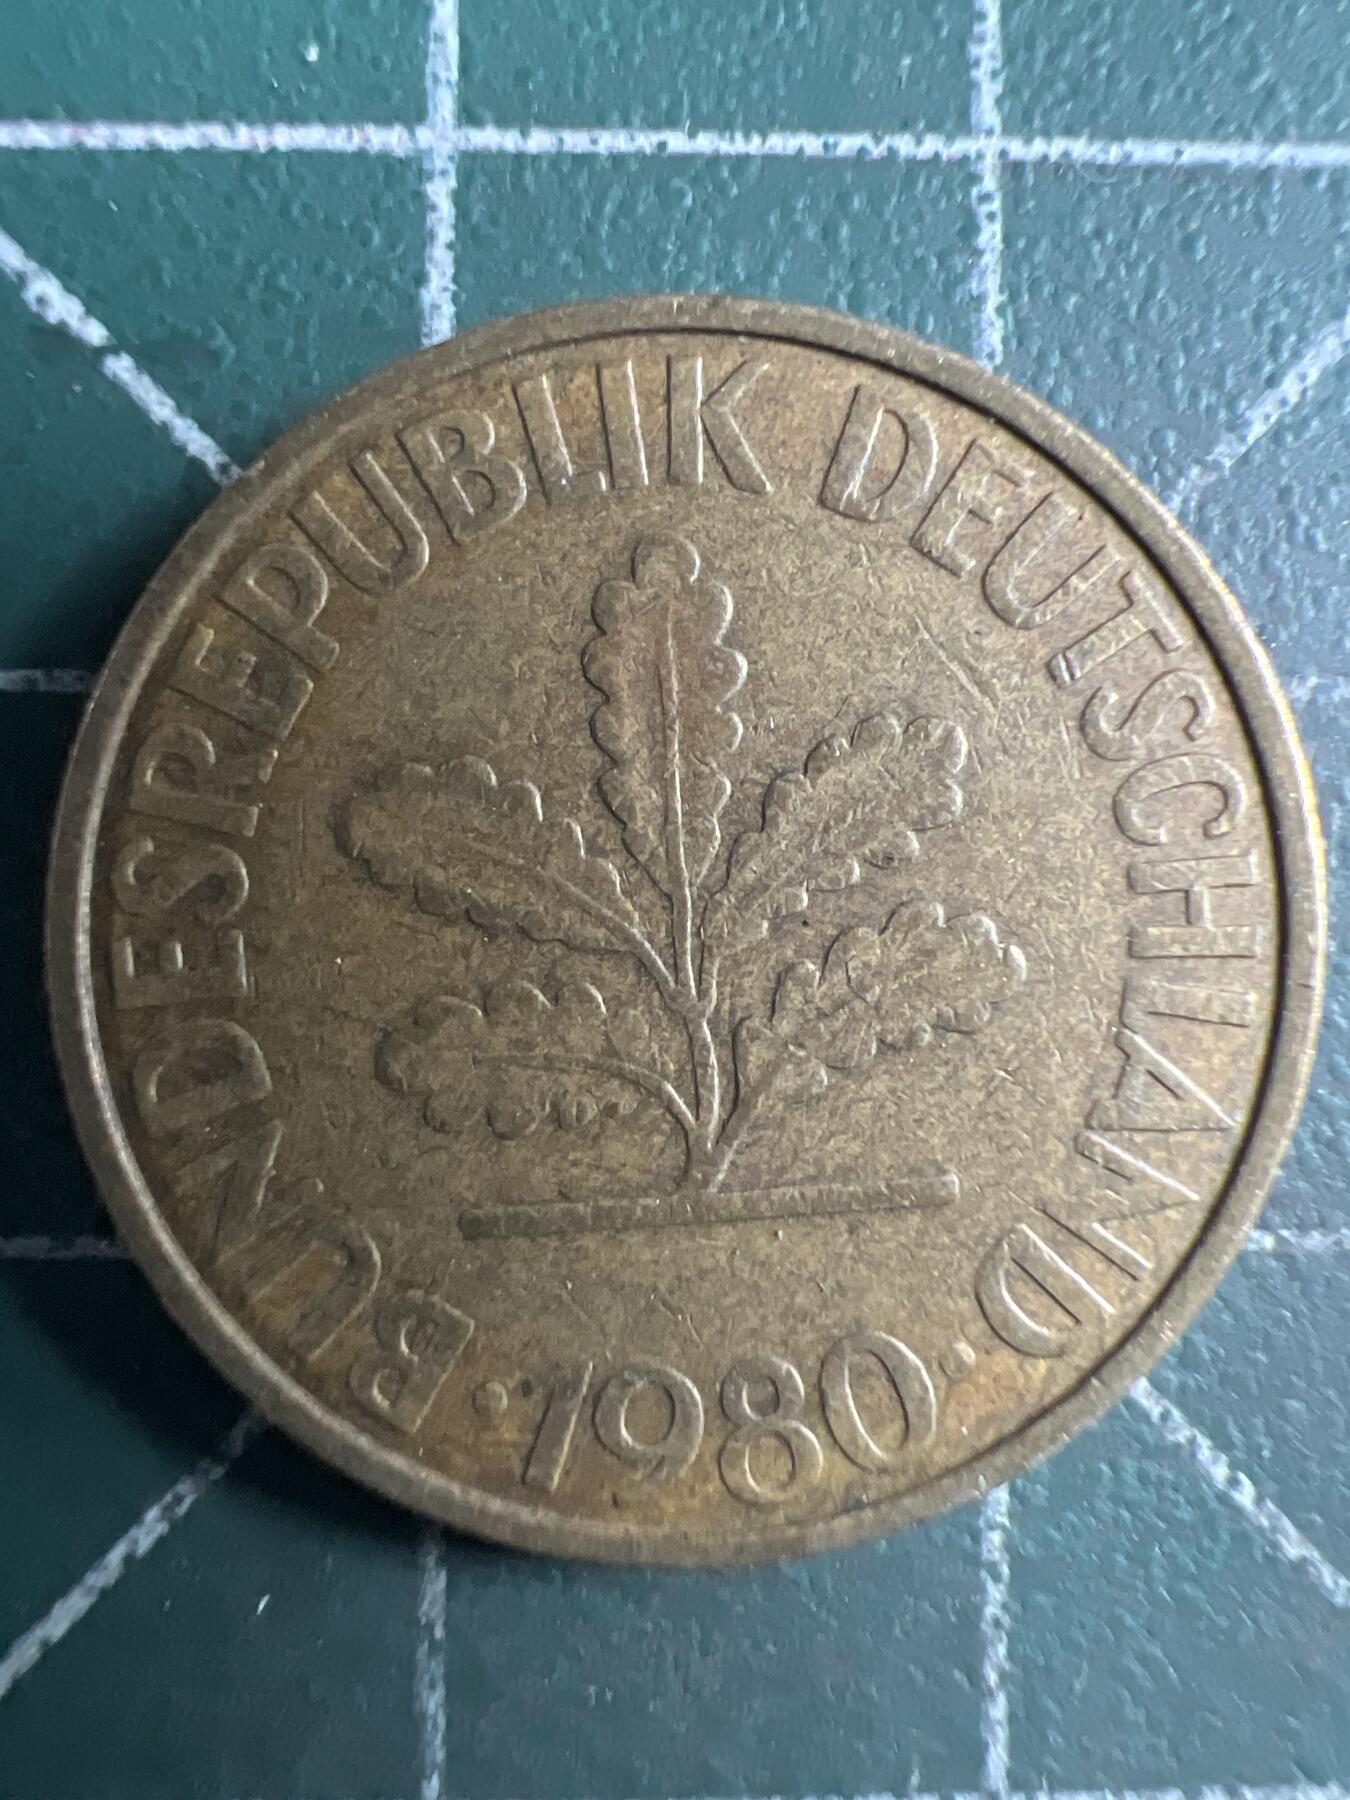 BUNDESREPUBLIK DEUTSCHLAND
· 1980 ·